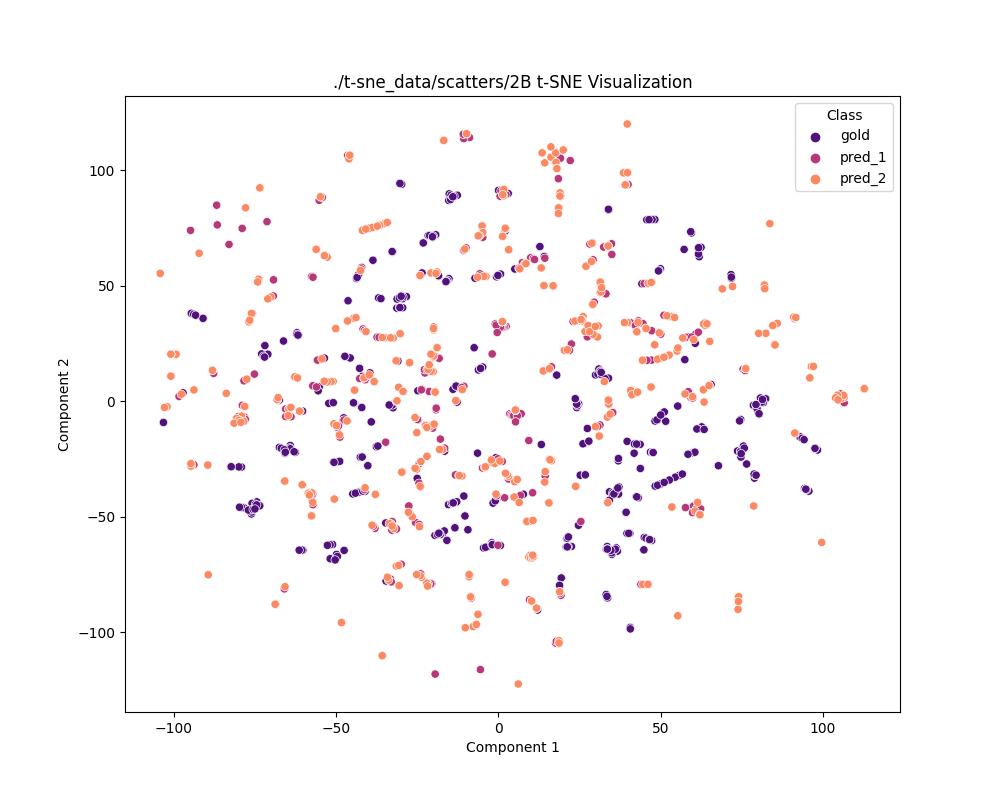 ./t-sne_data/scatters/2B t-SNE Visualization
Class
gold
pred_1
pred_2
Component 2
100
50
0
−50
−100
−100
−50
0
50
100
Component 1